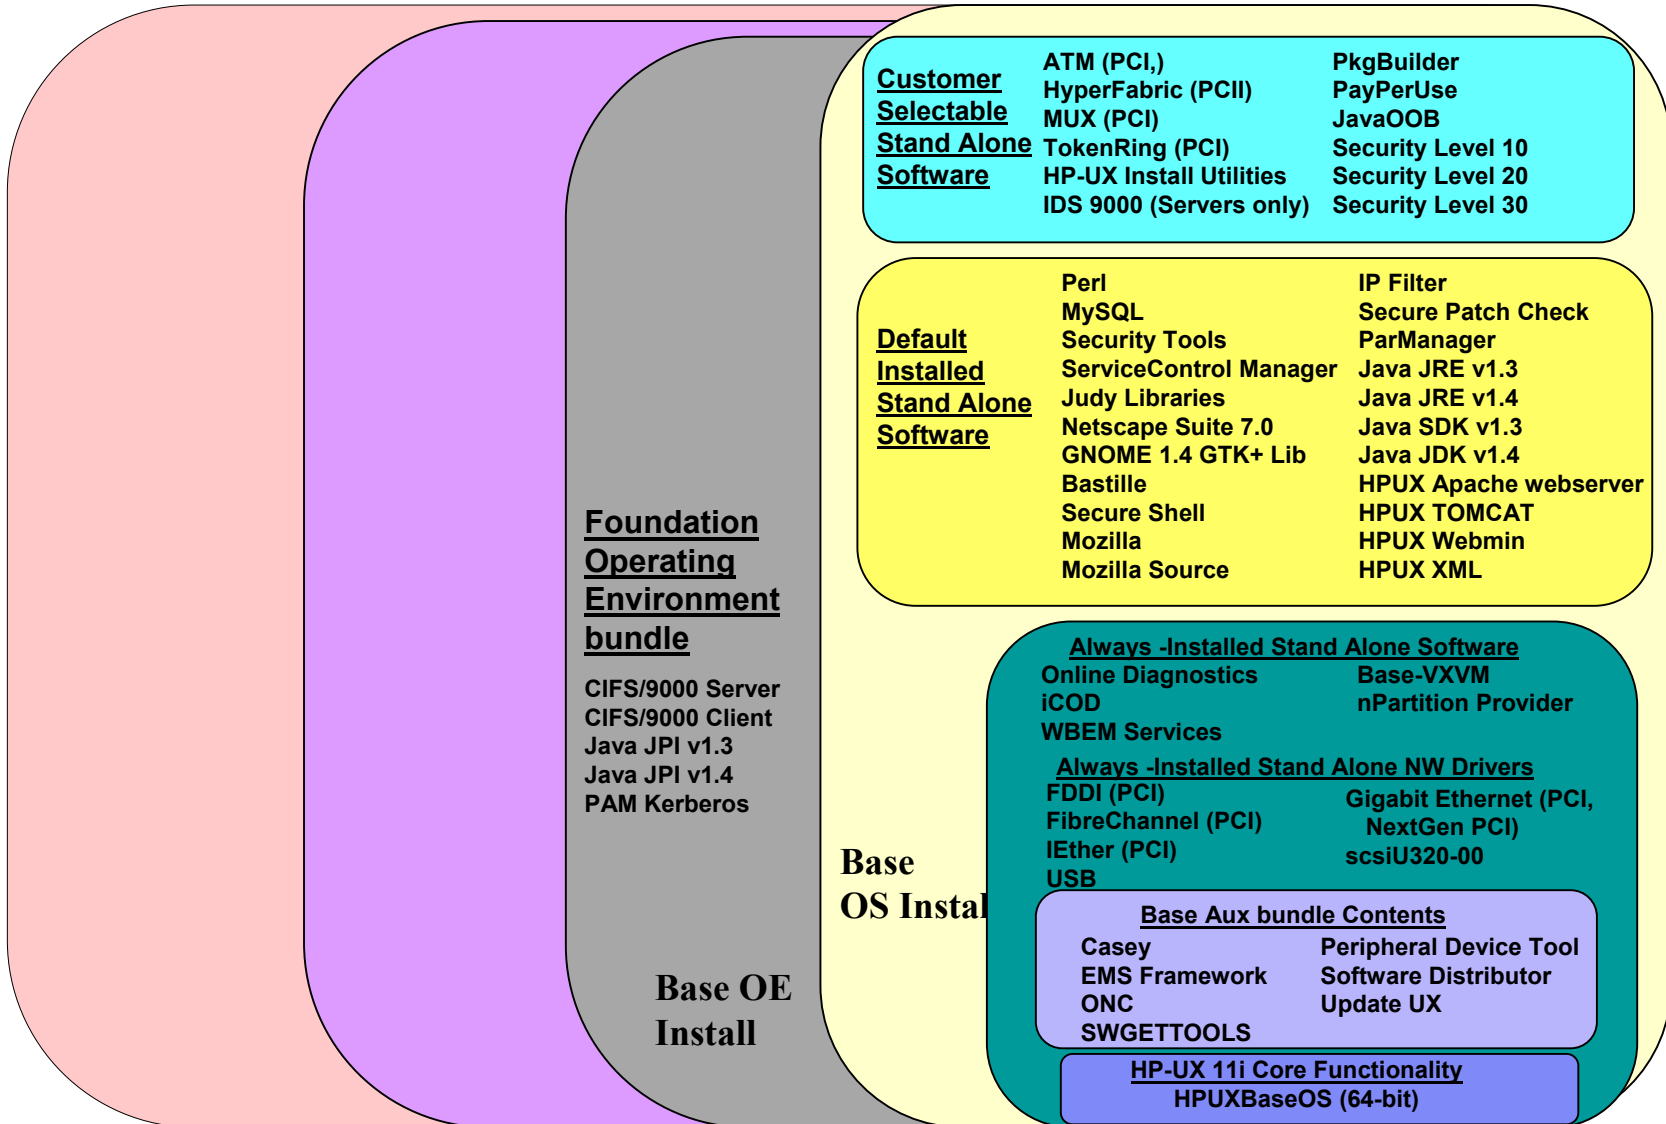 Customer
Selectable
Stand Alone
Software
ATM (PCI,)
HyperFabric (PCII)
MUX (PCI)
TokenRing (PCI)
HP-UX Install Utilities
IDS 9000 (Servers only)
PkgBuilder
PayPerUse
JavaOOB
Security Level 10
Security Level 20
Security Level 30
Default
Installed
Stand Alone
Software
Perl
MySQL
Security Tools
ServiceControl Manager
Judy Libraries
Netscape Suite 7.0
GNOME 1.4 GTK+ Lib
Bastille
Secure Shell
Mozilla
Mozilla Source
IP Filter
Secure Patch Check
ParManager
Java JRE v1.3
Java JRE v1.4
Java SDK v1.3
Java JDK v1.4
HPUX Apache webserver
HPUX TOMCAT
HPUX Webmin
HPUX XML
Foundation
Operating
Environment
bundle
CIFS/9000 Server
CIFS/9000 Client
Java JPI v1.3
Java JPI v1.4
PAM Kerberos
Base OE
Install
Base
OS Instal
Always -Installed Stand Alone Software
Online Diagnostics
iCOD
WBEM Services
Base-VXVM
nPartition Provider
Always -Installed Stand Alone NW Drivers
FDDI (PCI)
FibreChannel (PCI)
IEther (PCI)
USB
Gigabit Ethernet (PCI,
NextGen PCI)
scsiU320-00
Base Aux bundle Contents
Casey
EMS Framework
ONC
SWGETTOOLS
Peripheral Device Tool
Software Distributor
Update UX
HP-UX 11i Core Functionality
HPUXBaseOS (64-bit)